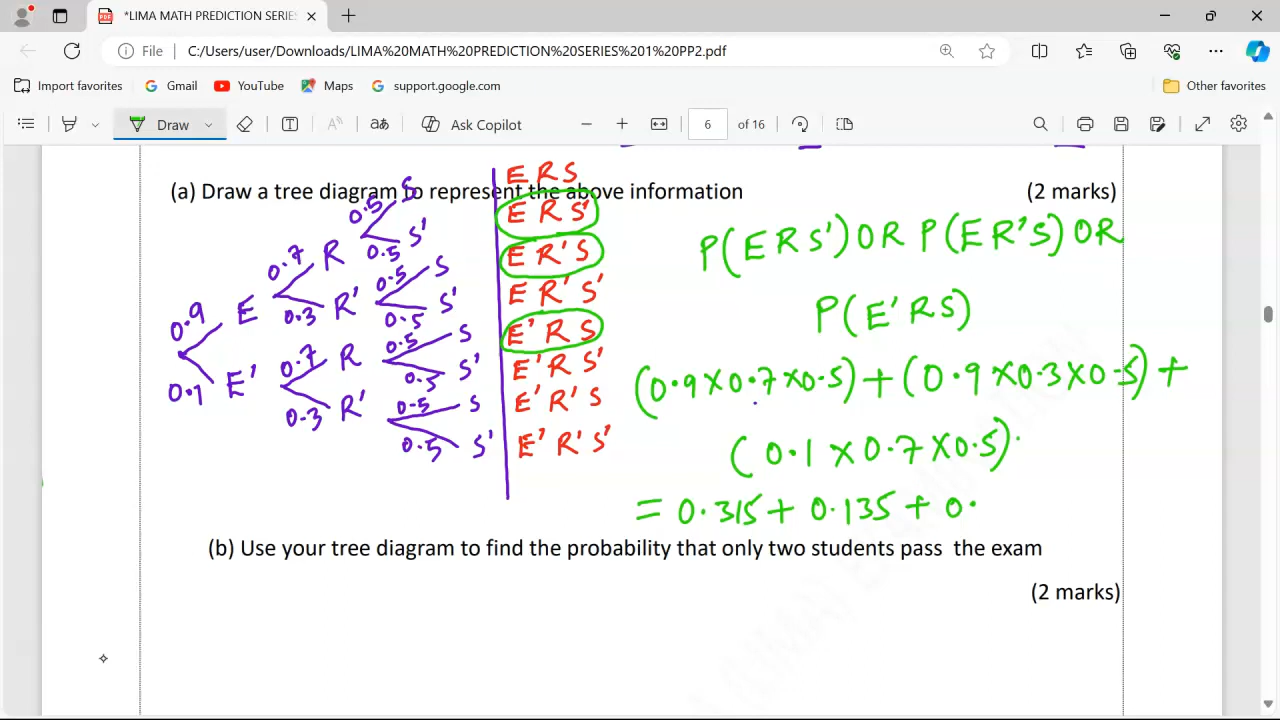 *LIMA MATH PREDICTION SERIE
File C:/Users/user/Downloads/LIMA%20MATH%20PREDICTION%20SERIES%201%20PP2.pdf
Import favorites Gmail YouTube Maps support.google.com Other favorites
Draw Ask Copilot 6 of 16
(a) Draw a tree diagram to represent the above information (2 marks)
0.9 E 0.7 R 0.5 S
0.5 S'
0.3 R' 0.5 S
0.5 S'
0.1 E' 0.7 R 0.5 S
0.5 S'
0.3 R' 0.5 S
0.5 S'
E R S
E R S'
E R' S
E R' S'
E' R S
E' R S'
E' R' S
E' R' S'
P(E R S') OR P(E R' S) OR
P(E' R S)
(0.9 × 0.7 × 0.5) + (0.9 × 0.3 × 0.5) +
(0.1 × 0.7 × 0.5)
= 0.315 + 0.135 + 0.
(b) Use your tree diagram to find the probability that only two students pass the exam
(2 marks)